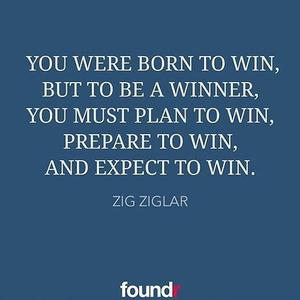 YOU WERE BORN TO WIN,
BUT TO BE A WINNER,
YOU MUST PLAN TO WIN,
PREPARE TO WIN,
AND EXPECT TO WIN.
ZIG ZIGLAR
foundr